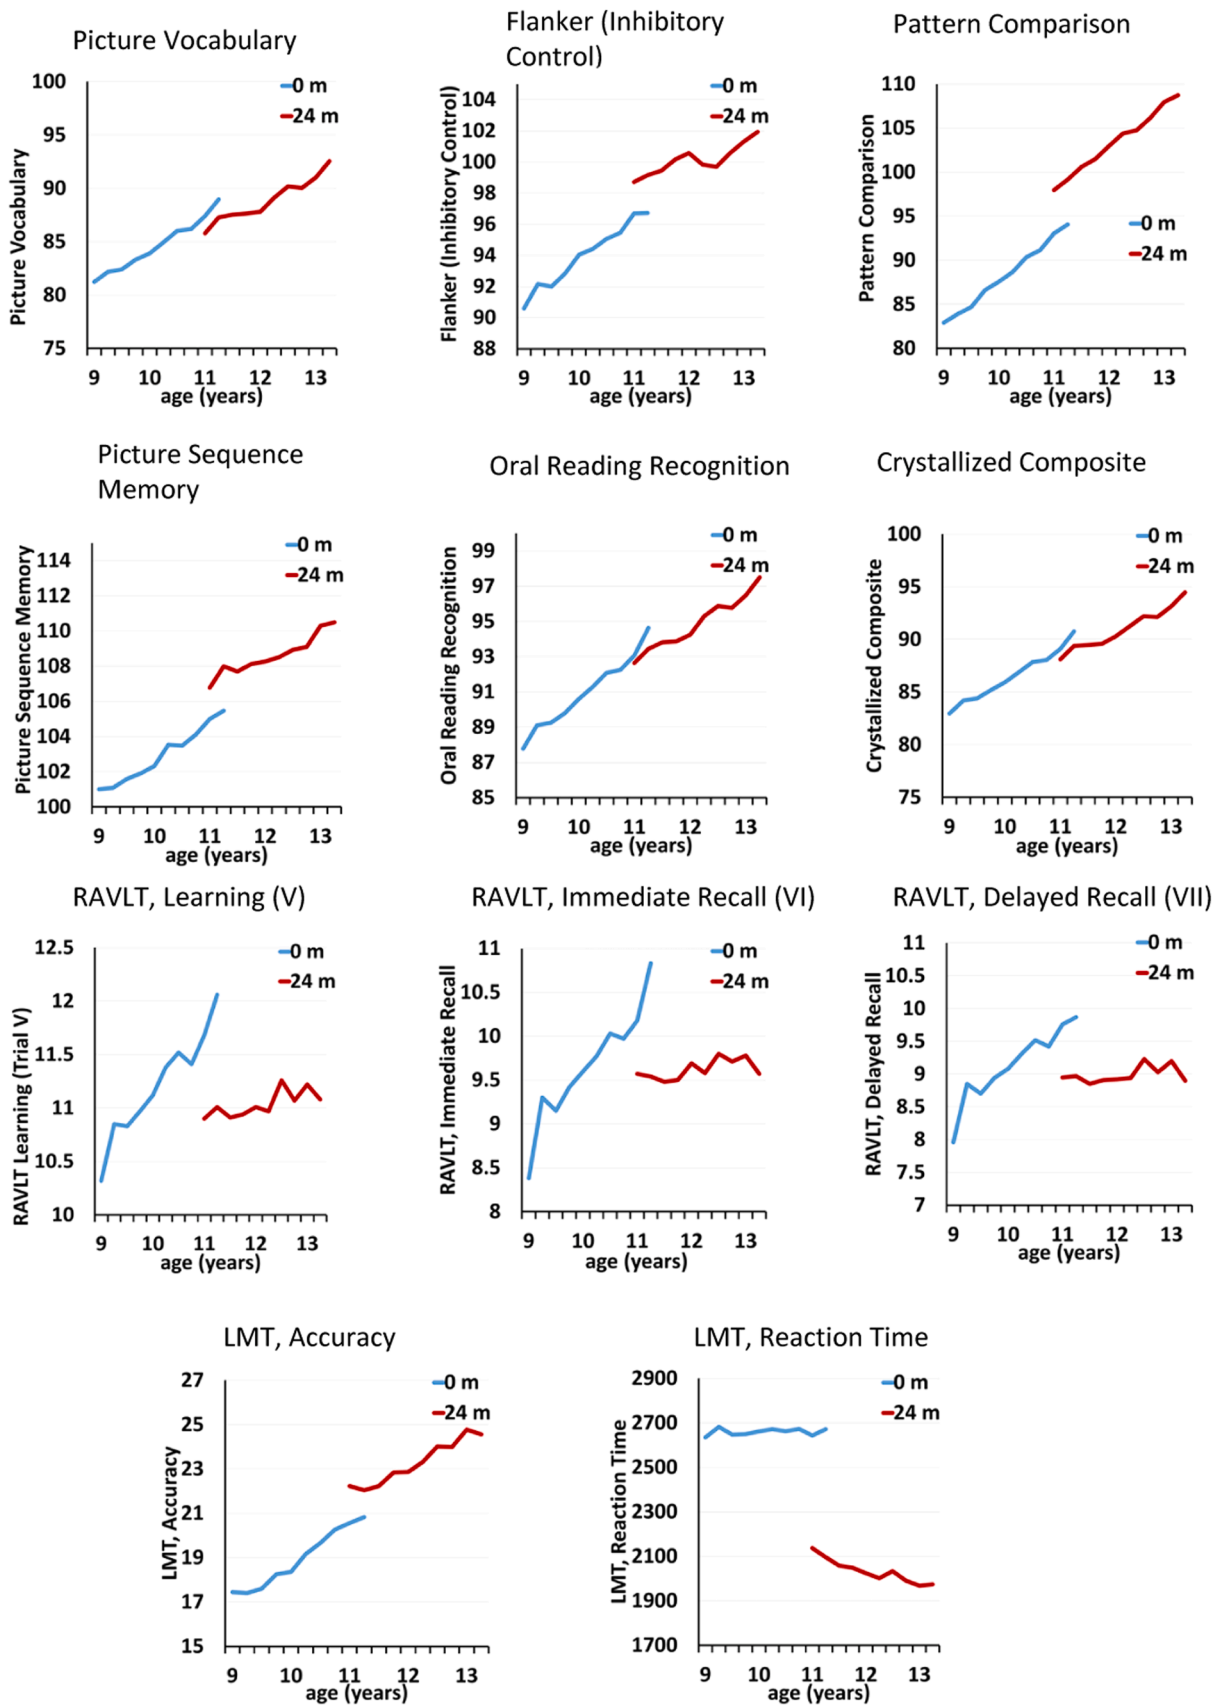 Picture Vocabulary
0 m
24 m
100
95
90
85
80
75
Picture Vocabulary
9 10 11 12 13
age (years)
Flanker (Inhibitory
Control)
0 m
24 m
104
102
100
98
96
94
92
90
88
Flanker (Inhibitory Control)
9 10 11 12 13
age (years)
Pattern Comparison
110
105
100
95
90
85
80
0 m
24 m
Pattern Comparison
9 10 11 12 13
age (years)
Picture Sequence
Memory
0 m
24 m
114
112
110
108
106
104
102
100
Picture Sequence Memory
9 10 11 12 13
age (years)
Oral Reading Recognition
0 m
24 m
99
97
95
93
91
89
87
85
Oral Reading Recognition
9 10 11 12 13
age (years)
Crystallized Composite
0 m
24 m
100
95
90
85
80
75
Crystallized Composite
9 10 11 12 13
age (years)
RAVLT, Learning (V)
0 m
24 m
12.5
12
11.5
11
10.5
10
RAVLT Learning (Trial V)
9 10 11 12 13
age (years)
RAVLT, Immediate Recall (VI)
0 m
24 m
11
10.5
10
9.5
9
8.5
8
RAVLT, Immediate Recall
9 10 11 12 13
age (years)
RAVLT, Delayed Recall (VII)
0 m
24 m
11
10.5
10
9.5
9
8.5
8
7.5
7
RAVLT, Delayed Recall
9 10 11 12 13
age (years)
LMT, Accuracy
0 m
24 m
27
25
23
21
19
17
15
LMT, Accuracy
9 10 11 12 13
age (years)
LMT, Reaction Time
0 m
24 m
2900
2700
2500
2300
2100
1900
1700
LMT, Reaction Time
9 10 11 12 13
age (years)